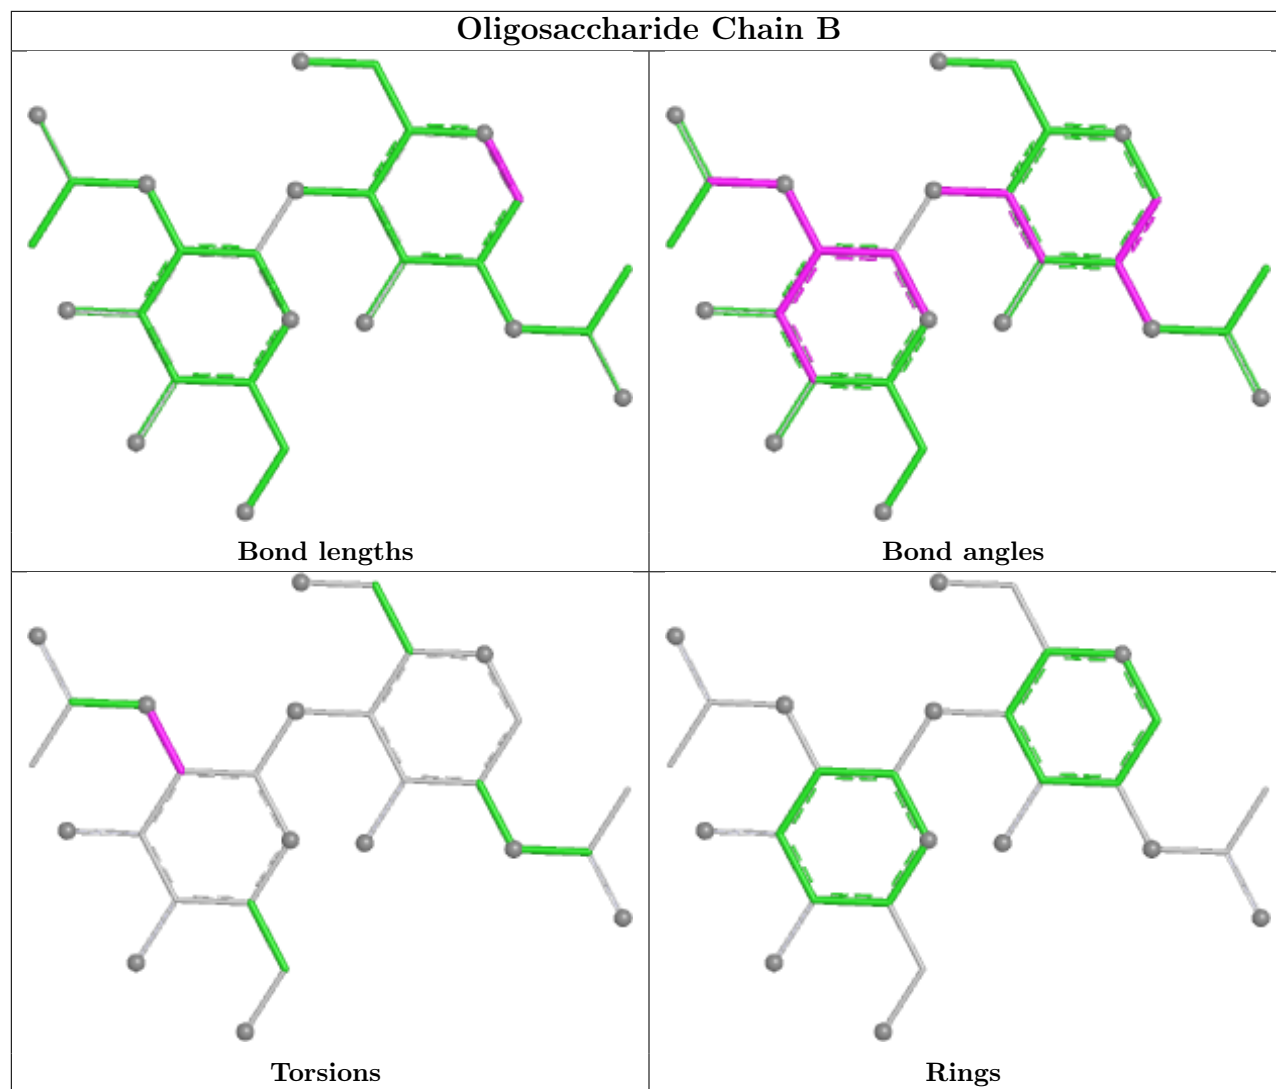 Oligosaccharide Chain B
Bond lengths
Bond angles
Torsions
Rings